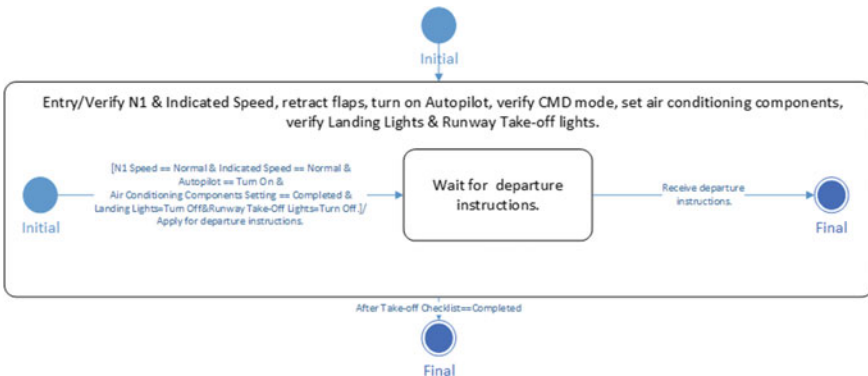 Initial
Entry/Verify N1 & Indicated Speed, retract flaps, turn on Autopilot, verify CMD mode, set air conditioning components,
verify Landing Lights & Runway Take-off lights.
[N1 Speed == Normal & Indicated Speed == Normal &
Autopilot == Turn On &
Air Conditioning Components Setting == Completed &
Landing Lights=Turn Off&Runway Take-Off Lights=Turn Off.]/
Apply for departure instructions.
Initial
Wait for departure
instructions.
Receive departure
instructions.
Final
After Take-off Checklist==Completed
Final